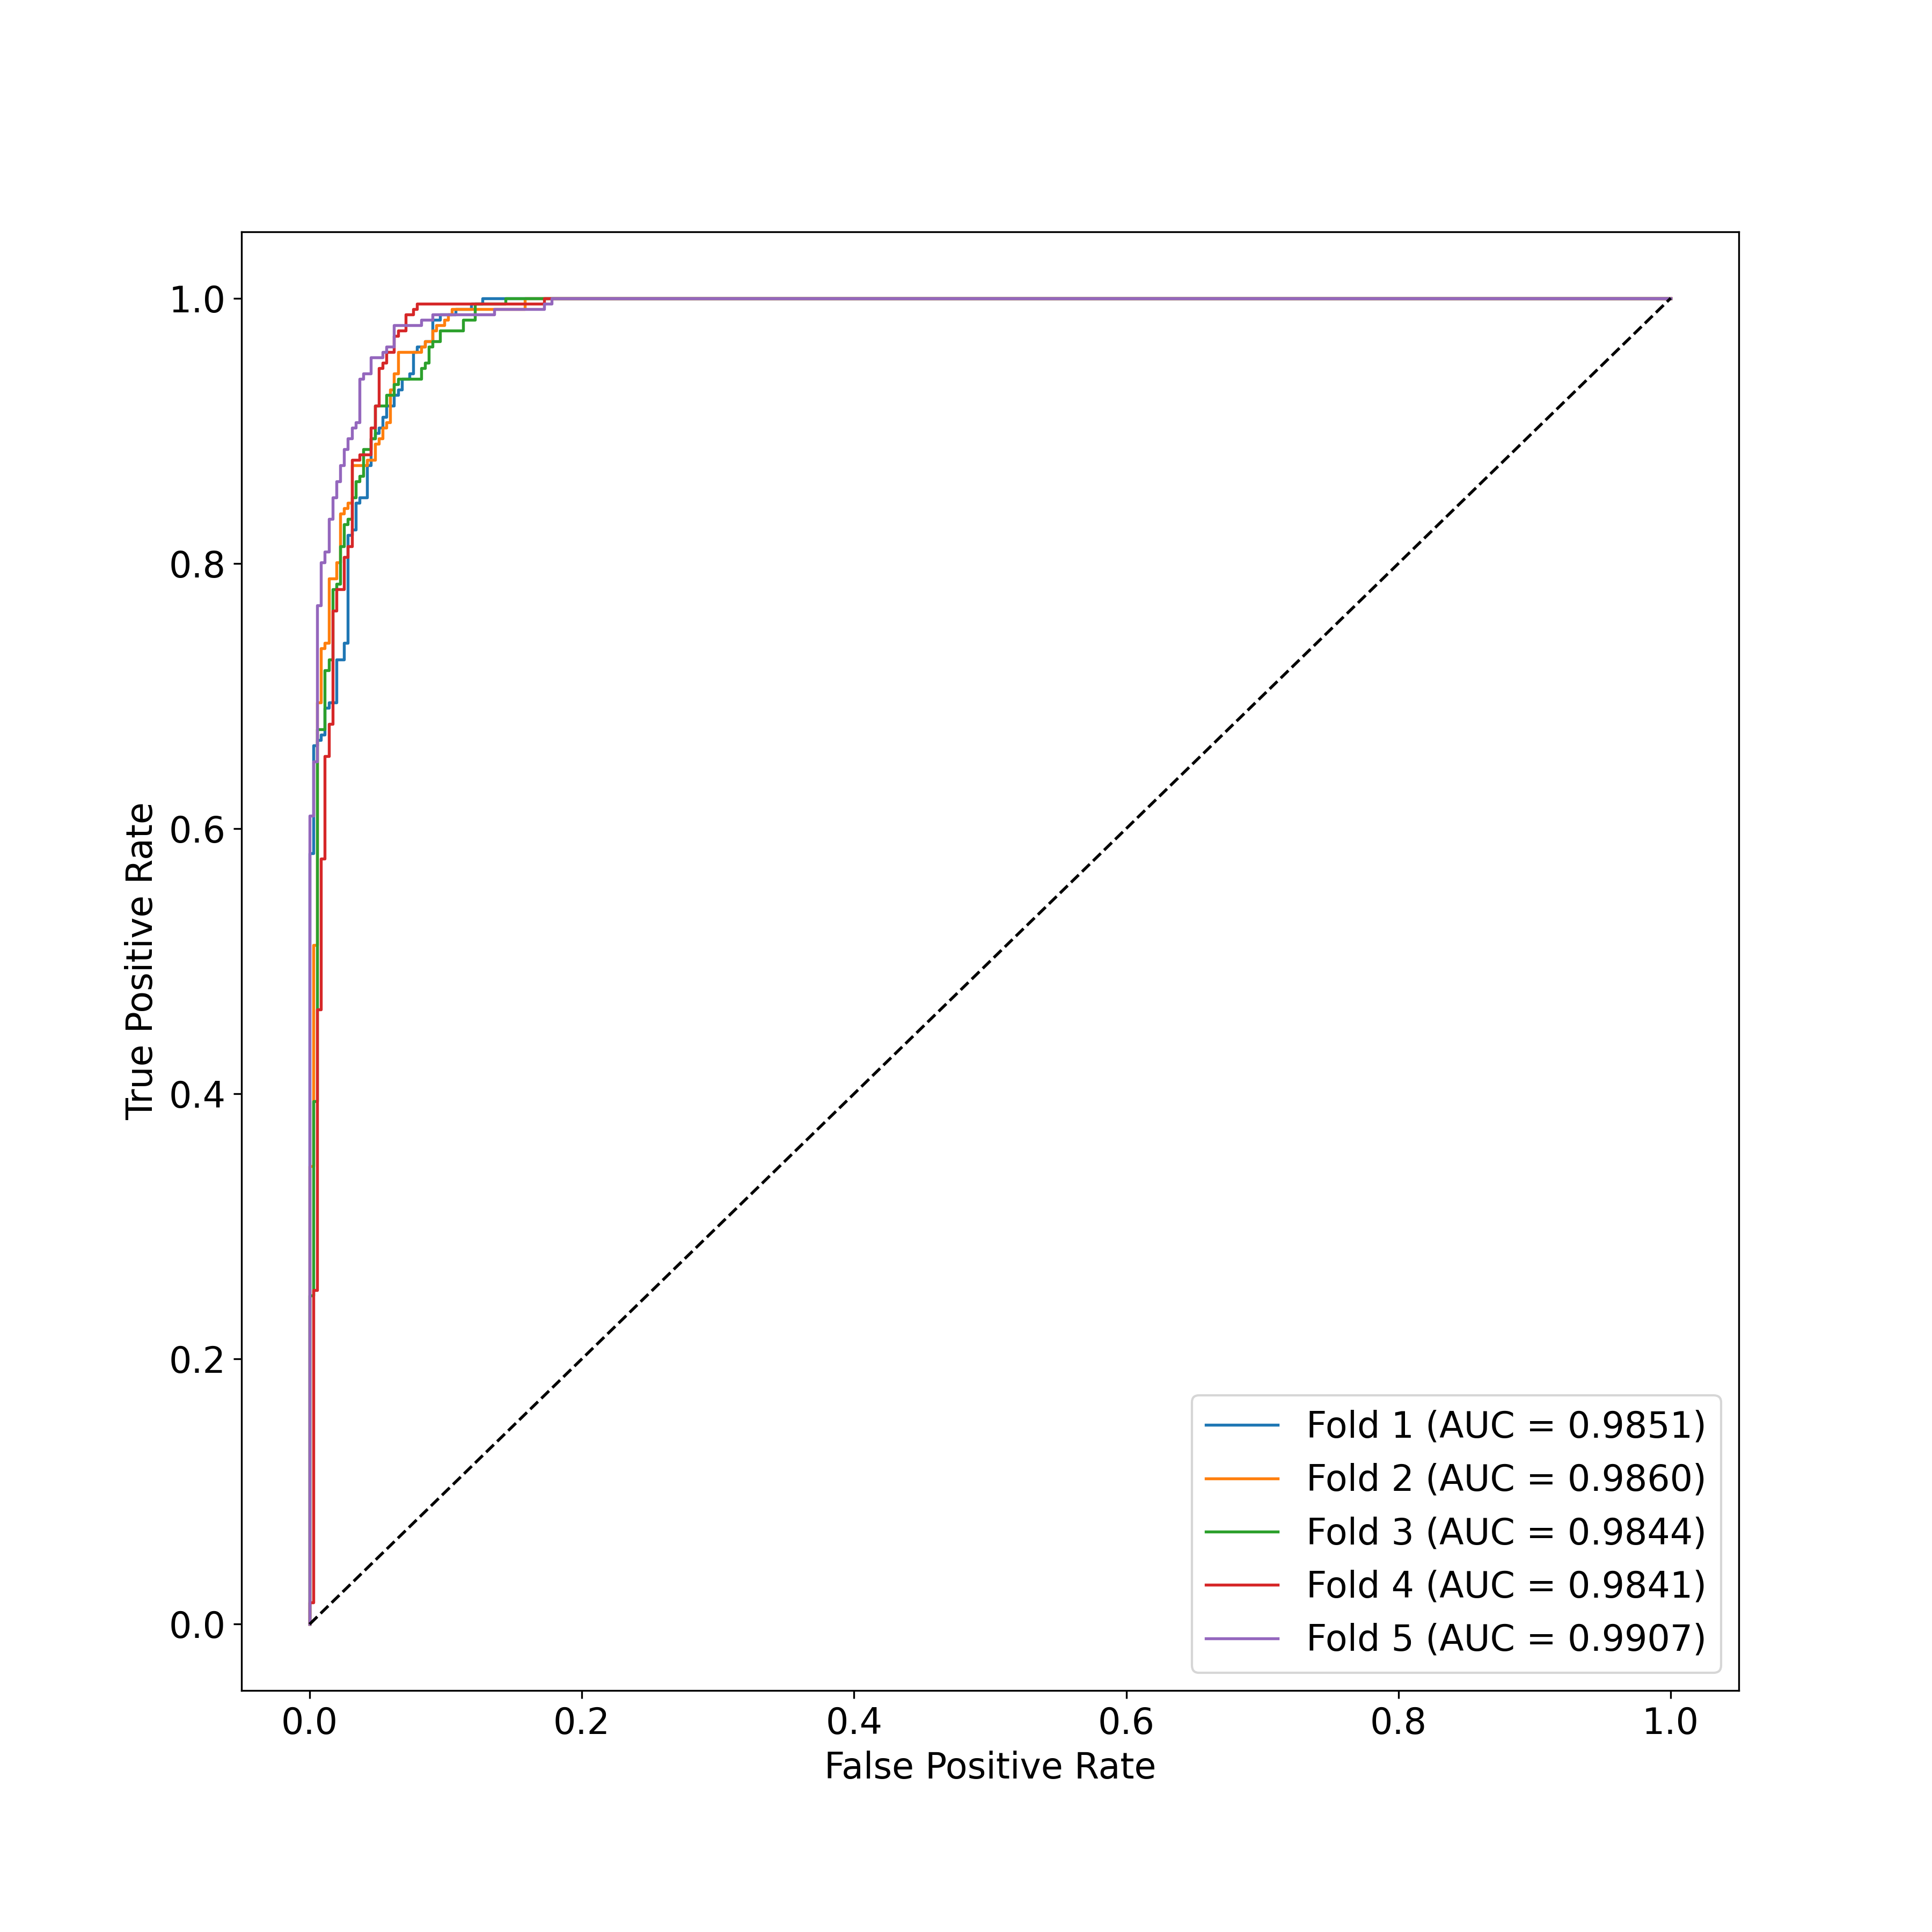 1.0
0.8
0.6
0.4
0.2
0.0
True Positive Rate
Fold 1 (AUC = 0.9851)
Fold 2 (AUC = 0.9860)
Fold 3 (AUC = 0.9844)
Fold 4 (AUC = 0.9841)
Fold 5 (AUC = 0.9907)
0.0 0.2 0.4 0.6 0.8 1.0
False Positive Rate